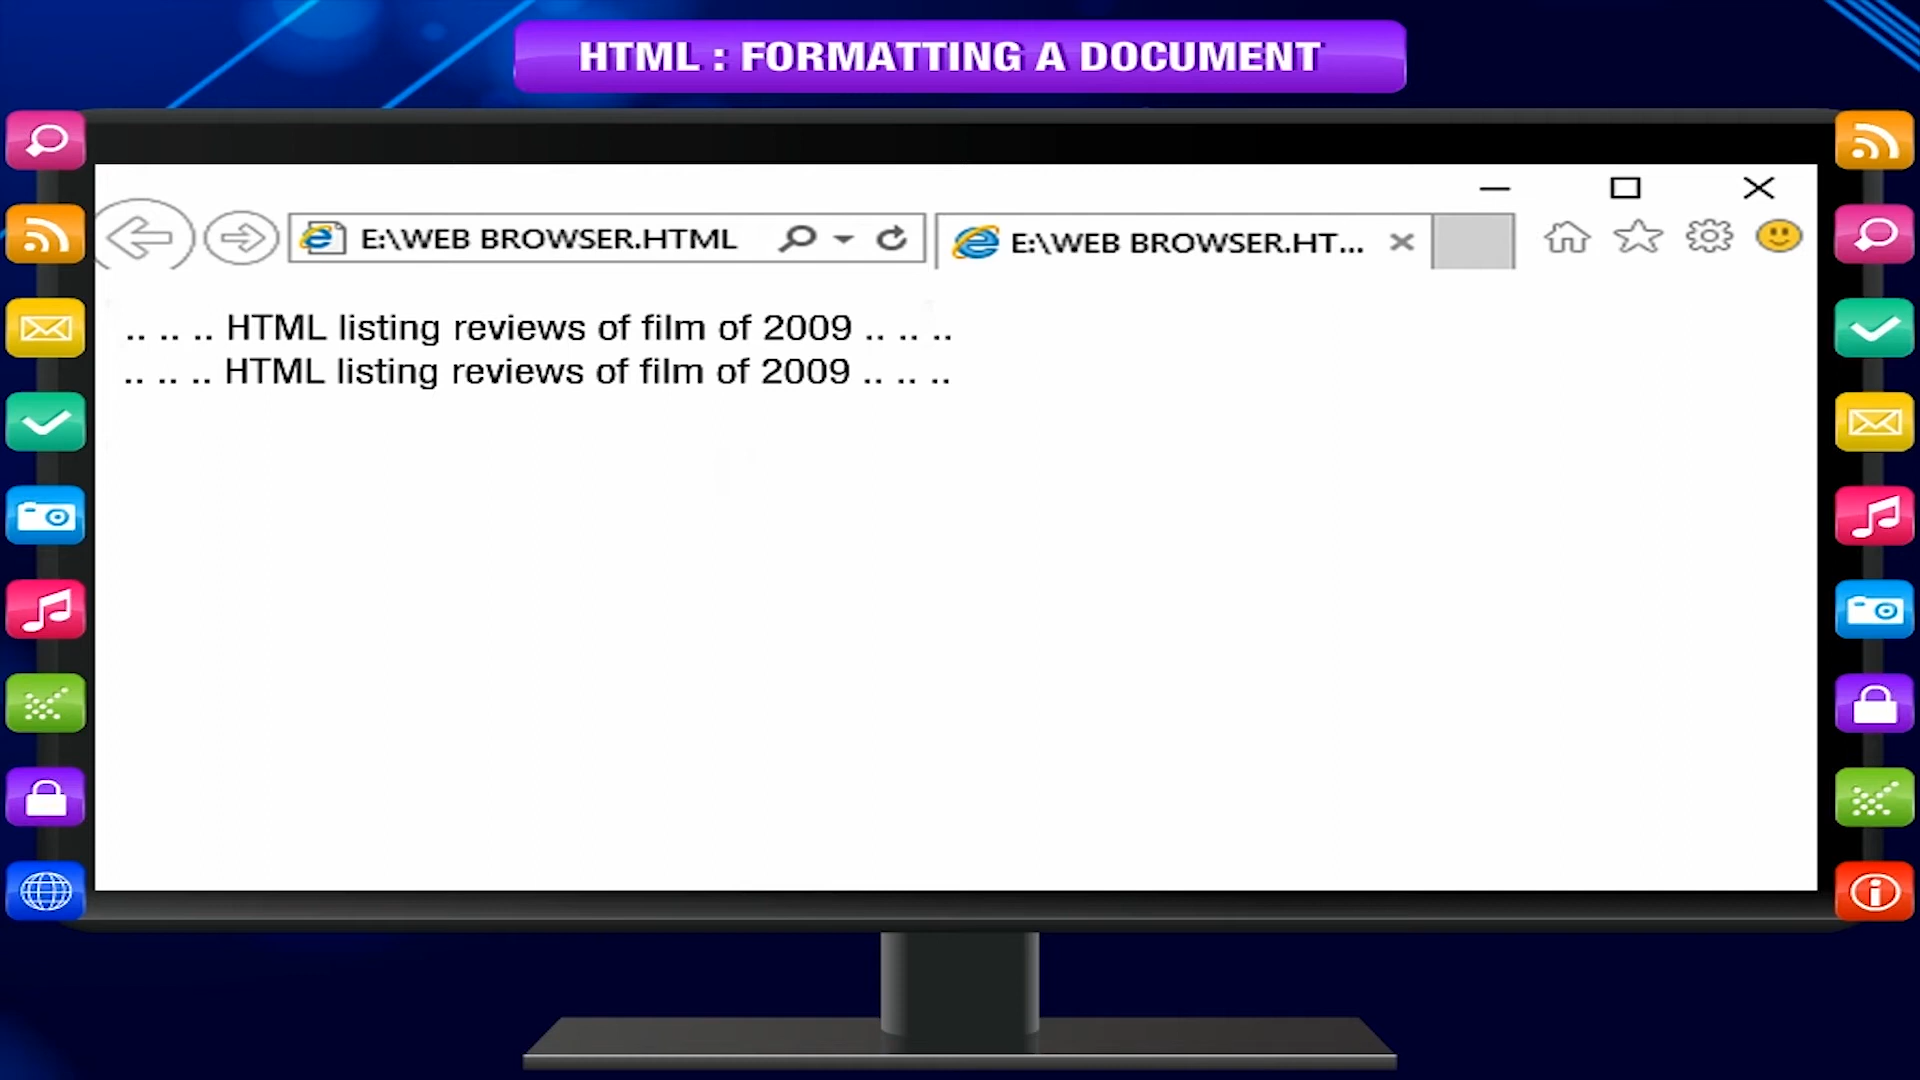 HTML : FORMATTING A DOCUMENT
E:\WEB BROWSER.HTML
E:\WEB BROWSER.HT...
.. .. .. HTML listing reviews of film of 2009 .. .. ..
.. .. .. HTML listing reviews of film of 2009 .. .. ..